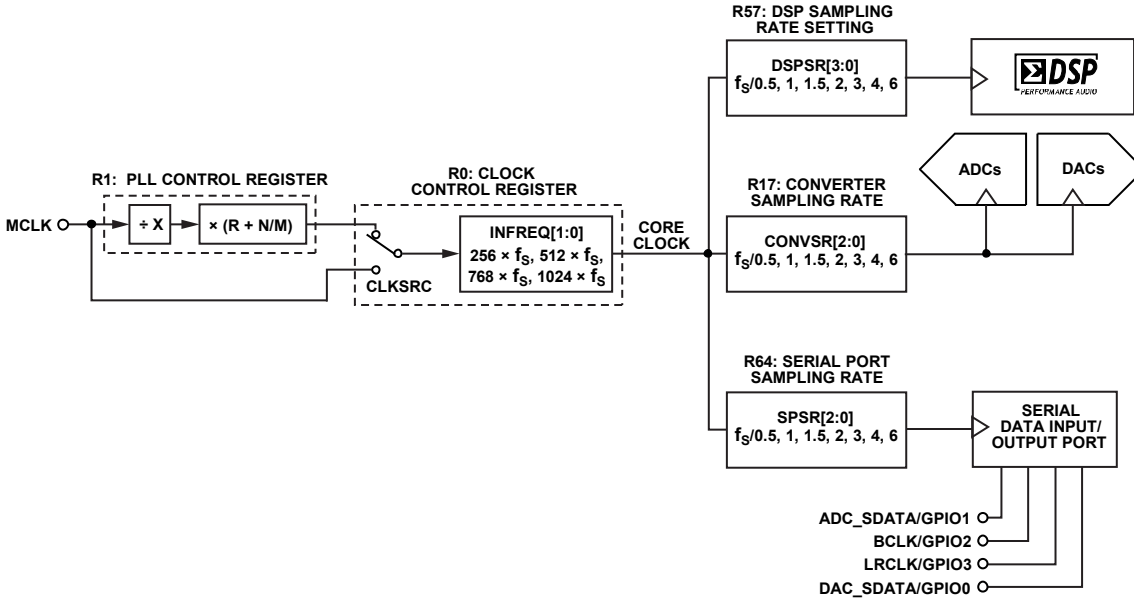 R57: DSP SAMPLING
RATE SETTING
DSPSR[3:0]
fS/0.5, 1, 1.5, 2, 3, 4, 6
DSP
PERFORMANCE AUDIO
R1: PLL CONTROL REGISTER
MCLK
÷ X
× (R + N/M)
R0: CLOCK
CONTROL REGISTER
CLKSRC
INFREQ[1:0]
256 × fS, 512 × fS,
768 × fS, 1024 × fS
CORE
CLOCK
R17: CONVERTER
SAMPLING RATE
CONVSR[2:0]
fS/0.5, 1, 1.5, 2, 3, 4, 6
ADCs
DACs
R64: SERIAL PORT
SAMPLING RATE
SPSR[2:0]
fS/0.5, 1, 1.5, 2, 3, 4, 6
SERIAL
DATA INPUT/
OUTPUT PORT
ADC_SDATA/GPIO1
BCLK/GPIO2
LRCLK/GPIO3
DAC_SDATA/GPIO0